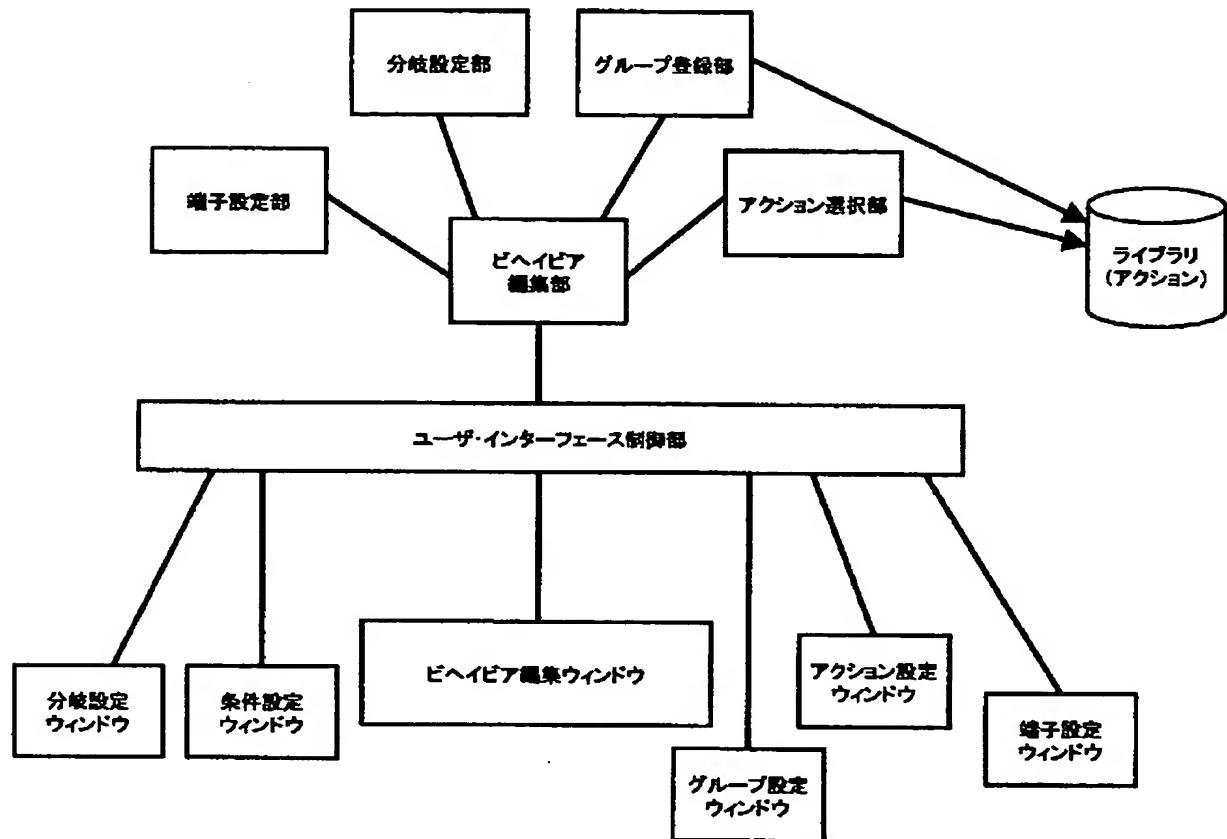 分岐設定部
グループ登録部
端子設定部
アクション選択部
ビヘイビア
編集部
ライブラリ
(アクション)
ユーザ・インターフェース制御部
分岐設定
ウィンドウ
条件設定
ウィンドウ
ビヘイビア編集ウィンドウ
アクション設定
ウィンドウ
端子設定
ウィンドウ
グループ設定
ウィンドウ